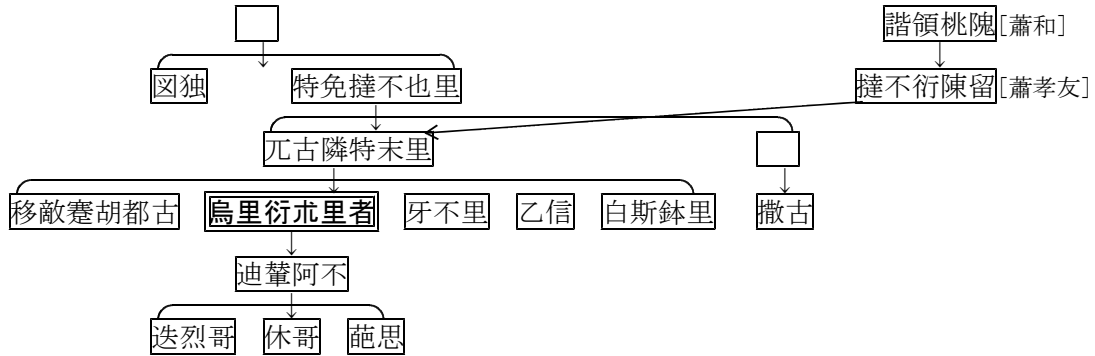 諧領桃隗[蕭和]
図独 特免撻不也里 撻不衍陳留[蕭孝友]
兀古隣特末里
移敵蹇胡都古 烏里衍朮里者 牙不里 乙信 白斯鉢里 撒古
迪輦阿不
迭烈哥 休哥 葩思